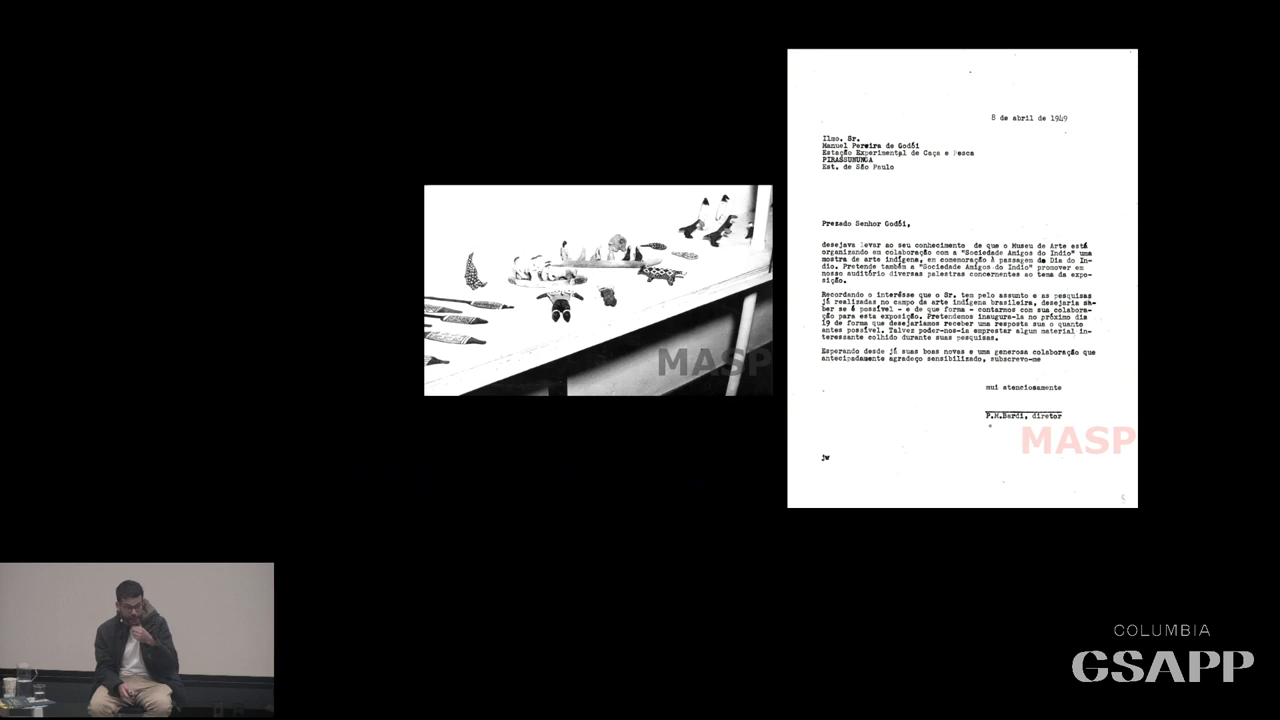 8 de abril de 1949
Ilmo. Sr.
Manuel Pereira de Godói
Estação Experimental de Caça e Pesca
PIRASSUNUNGA
Est. de São Paulo
Prezado Senhor Godói,
desejava levar ao seu conhecimento de que o Museu de Arte está
organizando em colaboração com a "Sociedade Amigos do Indio" uma
mostra de arte indígena, em comemoração à passagem do Dia do In-
dio. Pretende também a "Sociedade Amigos do Indio" promover em
nosso auditório diversas palestras concernentes ao tema da expo-
sição.
Recordando o interêsse que o Sr. tem pelo assunto e as pesquisas
já realizadas no campo da arte indígena brasileira, desejaria sa-
ber se é possível - e de que forma - contarmos com sua colabora-
ção para esta exposição. Pretendemos inaugura-la no próximo dia
19 de forma que desejariamos receber uma resposta sua o quanto
antes possível. Talvez poder-nos-ia emprestar algum material in-
teressante colhido durante suas pesquisas.
Esperando desde já suas boas novas e uma generosa colaboração que
antecipadamente agradeço sensibilizado, subscrevo-me
mui atenciosamente
P.M.Bardi, diretor
MASP
jw
MASP
COLUMBIA
GSAPP